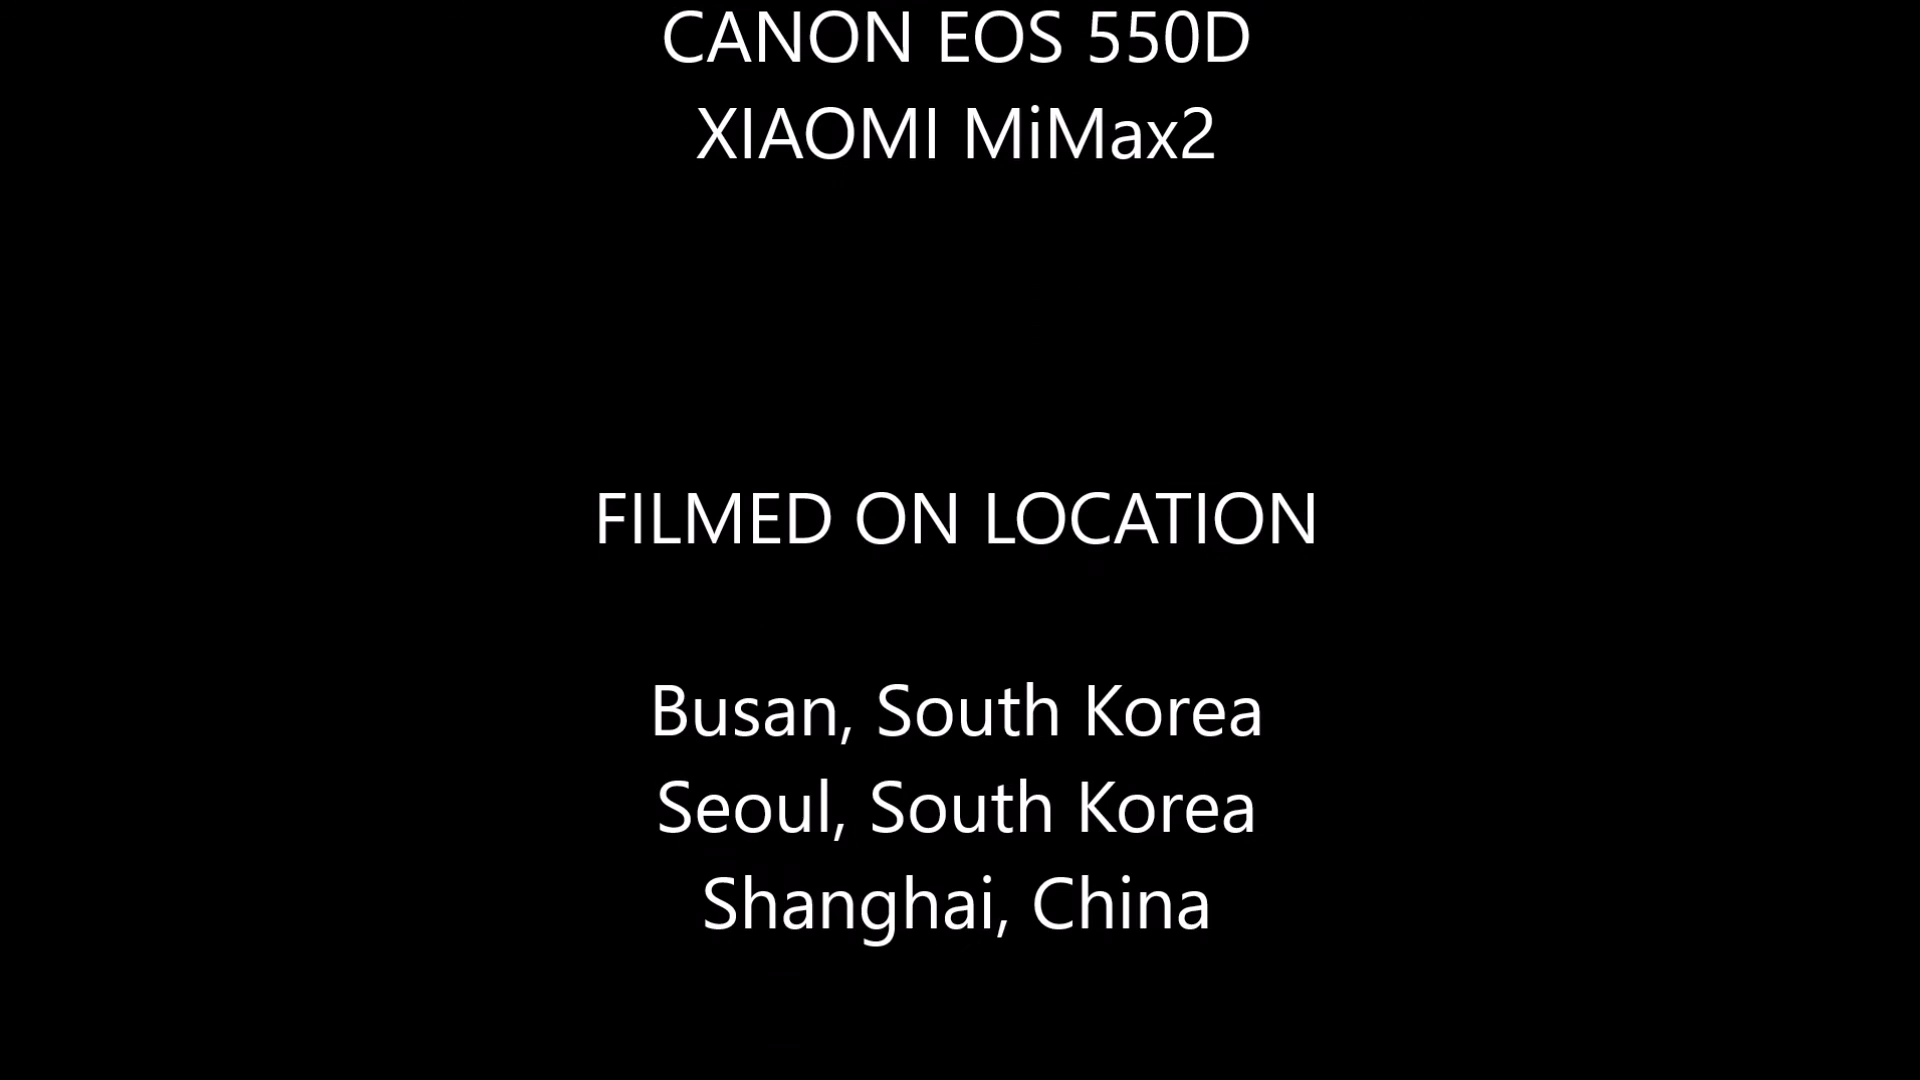 CANON EOS 550D
XIAOMI MiMax2
FILMED ON LOCATION
Busan, South Korea
Seoul, South Korea
Shanghai, China